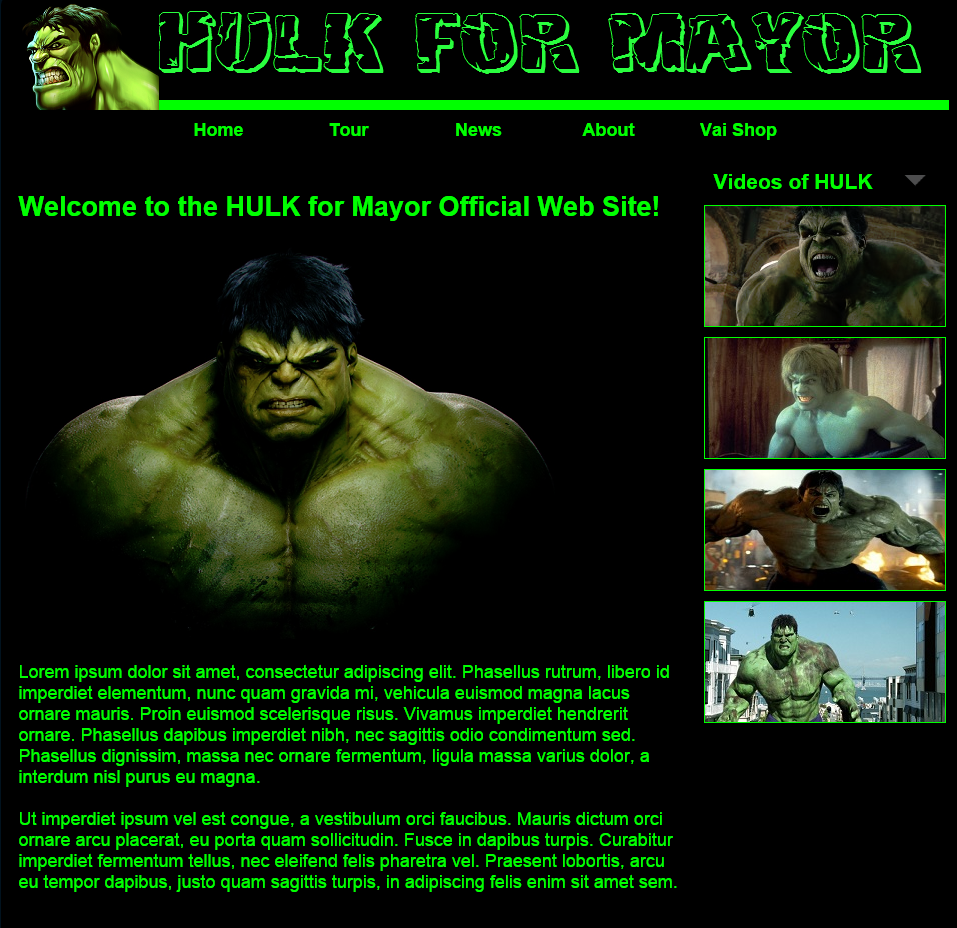 HULK FOR MAYOR
Home Tour News About Vai Shop
Videos of HULK
Welcome to the HULK for Mayor Official Web Site!
Lorem ipsum dolor sit amet, consectetur adipiscing elit. Phasellus rutrum, libero id
imperdiet elementum, nunc quam gravida mi, vehicula euismod magna lacus
ornare mauris. Proin euismod scelerisque risus. Vivamus imperdiet hendrerit
ornare. Phasellus dapibus imperdiet nibh, nec sagittis odio condimentum sed.
Phasellus dignissim, massa nec ornare fermentum, ligula massa varius dolor, a
interdum nisl purus eu magna.
Ut imperdiet ipsum vel est congue, a vestibulum orci faucibus. Mauris dictum orci
ornare arcu placerat, eu porta quam sollicitudin. Fusce in dapibus turpis. Curabitur
imperdiet fermentum tellus, nec eleifend felis pharetra vel. Praesent lobortis, arcu
eu tempor dapibus, justo quam sagittis turpis, in adipiscing felis enim sit amet sem.